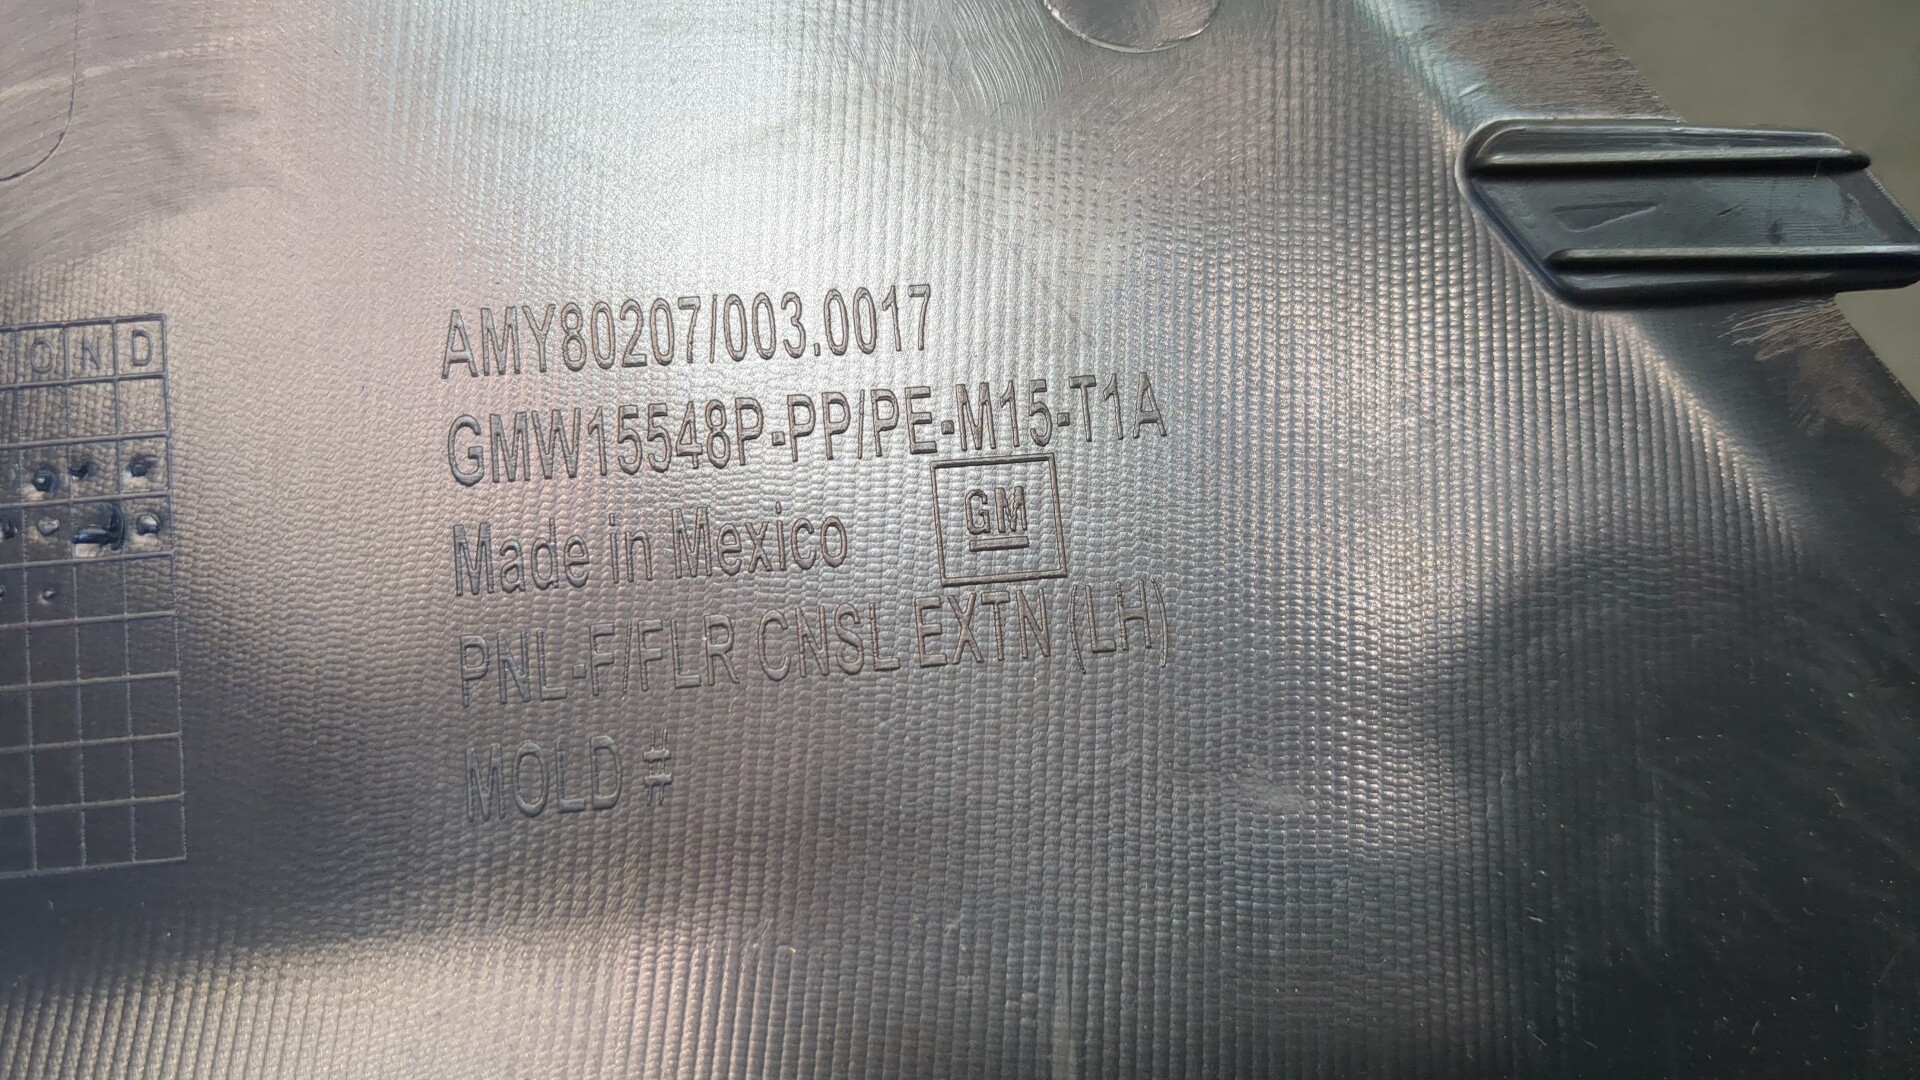 AMY80207/003.0017
GMW15548P-PP/PE-M15-T1A
Made in Mexico
GM
PNL-F/FLR CNSL EXTN (LH)
MOLD #
O N D